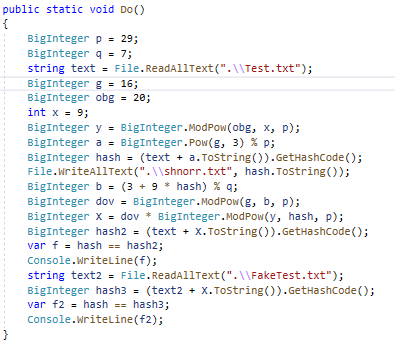 public static void Do()
{
BigInteger p = 29;
BigInteger q = 7;
string text = File.ReadAllText(".\\Test.txt");
BigInteger g = 16;
BigInteger obg = 20;
int x = 9;
BigInteger y = BigInteger.ModPow(obg, x, p);
BigInteger a = BigInteger.Pow(g, 3) % p;
BigInteger hash = (text + a.ToString()).GetHashCode();
File.WriteAllText(".\\shnorr.txt", hash.ToString());
BigInteger b = (3 + 9 * hash) % q;
BigInteger dov = BigInteger.ModPow(g, b, p);
BigInteger X = dov * BigInteger.ModPow(y, hash, p);
BigInteger hash2 = (text + X.ToString()).GetHashCode();
var f = hash == hash2;
Console.WriteLine(f);
string text2 = File.ReadAllText(".\\FakeTest.txt");
BigInteger hash3 = (text2 + X.ToString()).GetHashCode();
var f2 = hash == hash3;
Console.WriteLine(f2);
}